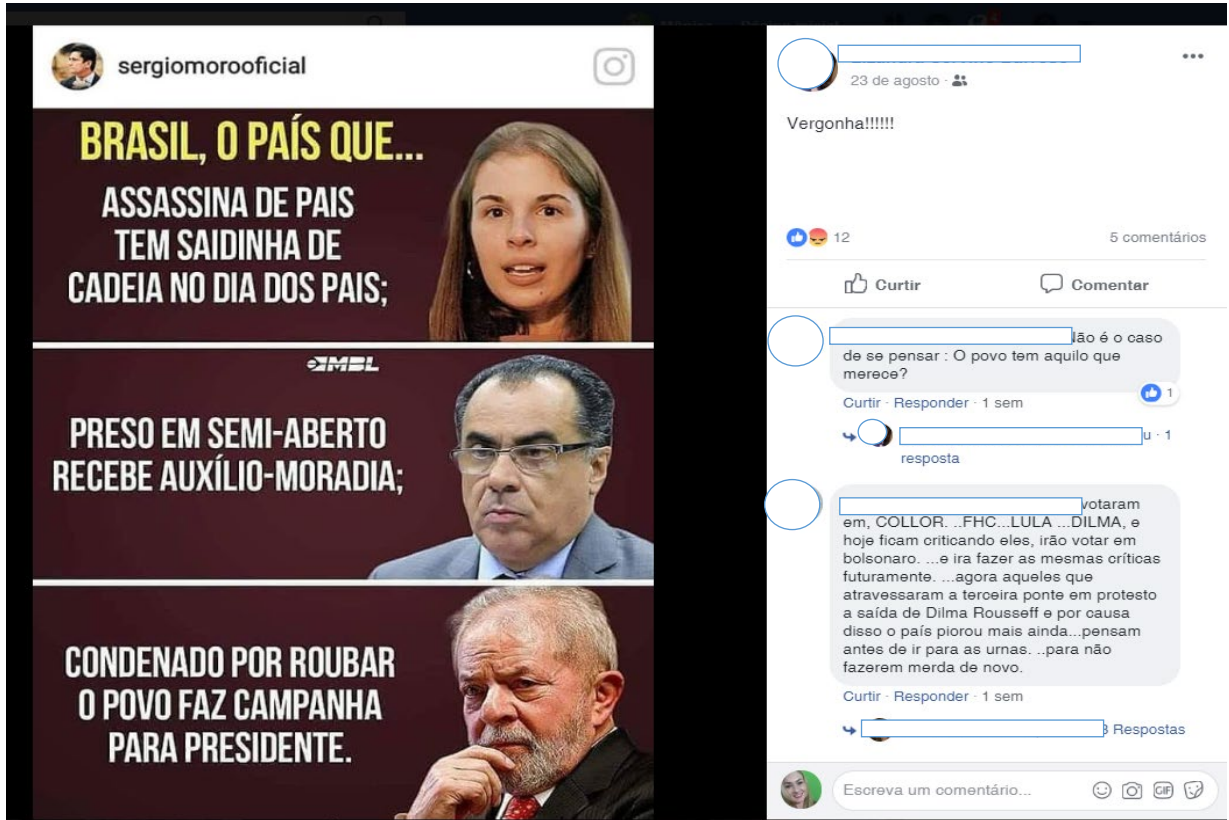 sergiomorooficial
BRASIL, O PAÍS QUE...
ASSASSINA DE PAIS
TEM SAIDINHA DE
CADEIA NO DIA DOS PAIS;
MBL
PRESO EM SEMI-ABERTO
RECEBE AUXÍLIO-MORADIA;
CONDENADO POR ROUBAR
O POVO FAZ CAMPANHA
PARA PRESIDENTE.
23 de agosto ·
Vergonha!!!!!!
12
5 comentários
Curtir
Comentar
é o caso
de se pensar : O povo tem aquilo que
merece?
1
Curtir · Responder · 1 sem
· 1
resposta
votaram
em, COLLOR. ..FHC...LULA ...DILMA, e
hoje ficam criticando eles, irão votar em
bolsonaro. ...e ira fazer as mesmas críticas
futuramente. ...agora aqueles que
atravessaram a terceira ponte em protesto
a saída de Dilma Rousseff e por causa
disso o país piorou mais ainda...pensam
antes de ir para as urnas. ..para não
fazerem merda de novo.
Curtir · Responder · 1 sem
Respostas
Escreva um comentário...
GIF